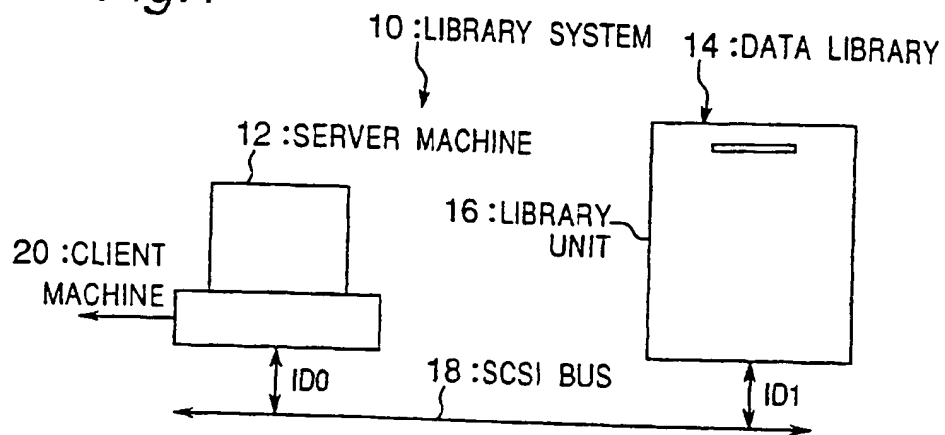 10 :LIBRARY SYSTEM
14 :DATA LIBRARY
12 :SERVER MACHINE
16 :LIBRARY
UNIT
20 :CLIENT
MACHINE
ID0
18 :SCSI BUS
ID1